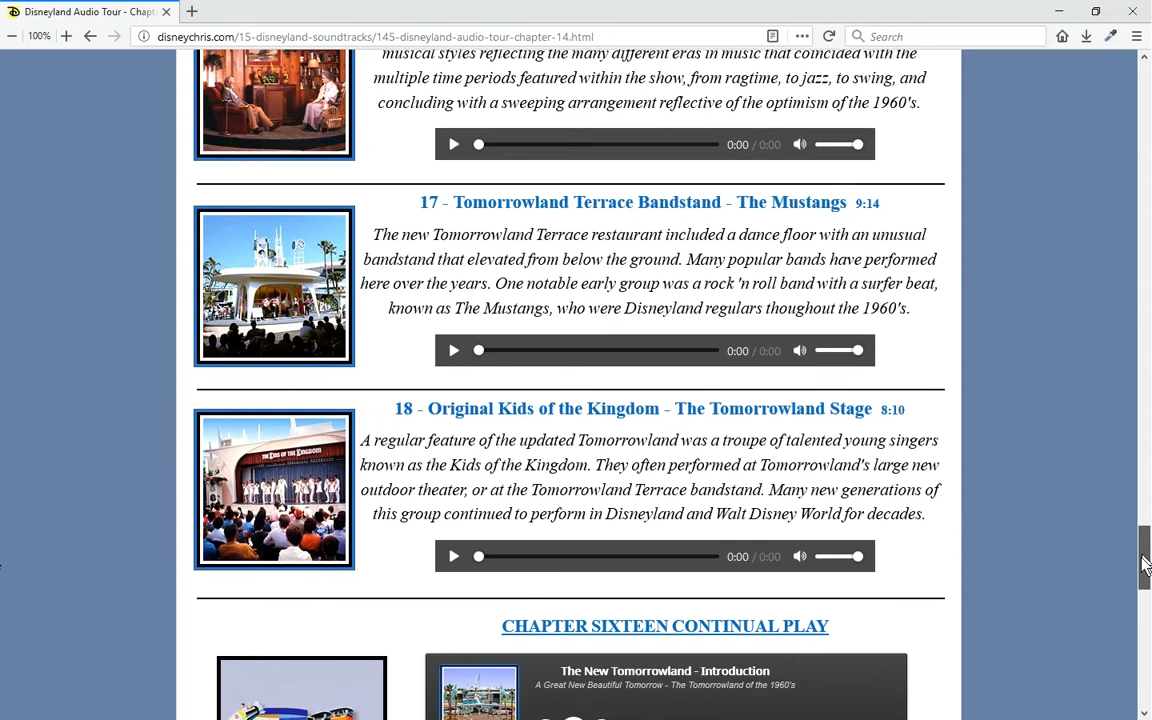 Disneyland Audio Tour - Chapt
100%
disneychris.com/15-disneyland-soundtracks/145-disneyland-audio-tour-chapter-14.html
Search
musical styles reflecting the many different eras in music that coincided with the
multiple time periods featured within the show, from ragtime, to jazz, to swing, and
concluding with a sweeping arrangement reflective of the optimism of the 1960's.
0:00 / 0:00
17 - Tomorrowland Terrace Bandstand - The Mustangs 9:14
The new Tomorrowland Terrace restaurant included a dance floor with an unusual
bandstand that elevated from below the ground. Many popular bands have performed
here over the years. One notable early group was a rock 'n roll band with a surfer beat,
known as The Mustangs, who were Disneyland regulars thoughout the 1960's.
0:00 / 0:00
18 - Original Kids of the Kingdom - The Tomorrowland Stage 8:10
A regular feature of the updated Tomorrowland was a troupe of talented young singers
known as the Kids of the Kingdom. They often performed at Tomorrowland's large new
outdoor theater, or at the Tomorrowland Terrace bandstand. Many new generations of
this group continued to perform in Disneyland and Walt Disney World for decades.
THE KIDS OF THE KINGDOM
0:00 / 0:00
CHAPTER SIXTEEN CONTINUAL PLAY
The New Tomorrowland - Introduction
A Great New Beautiful Tomorrow - The Tomorrowland of the 1960's